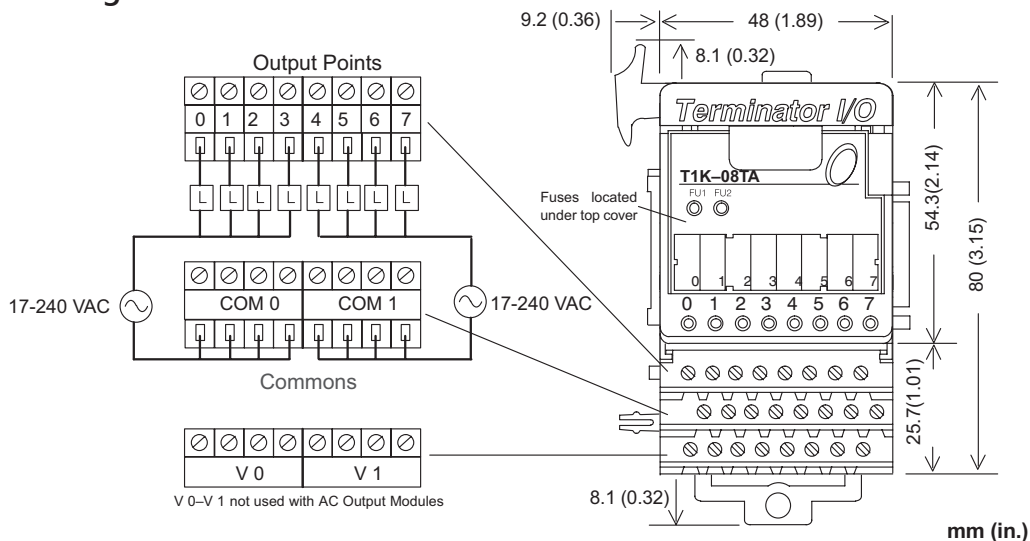 9.2 (0.36)
48 (1.89)
8.1 (0.32)
Output Points
0 1 2 3 4 5 6 7
L L L L L L L L
17-240 VAC
COM 0 COM 1
17-240 VAC
Commons
V 0 V 1
V 0–V 1 not used with AC Output Modules
Terminator I/O
T1K–08TA
FU1 FU2
Fuses located
under top cover
0 1 2 3 4 5 6 7
0 1 2 3 4 5 6 7
54.3(2.14)
80 (3.15)
25.7(1.01)
8.1 (0.32)
mm (in.)